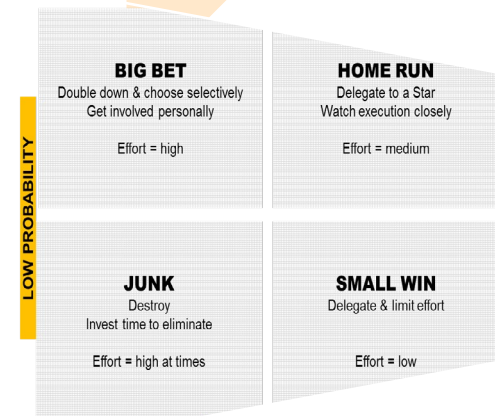 LOW PROBABILITY
BIG BET
Double down & choose selectively
Get involved personally
Effort = high
HOME RUN
Delegate to a Star
Watch execution closely
Effort = medium
JUNK
Destroy
Invest time to eliminate
Effort = high at times
SMALL WIN
Delegate & limit effort
Effort = low